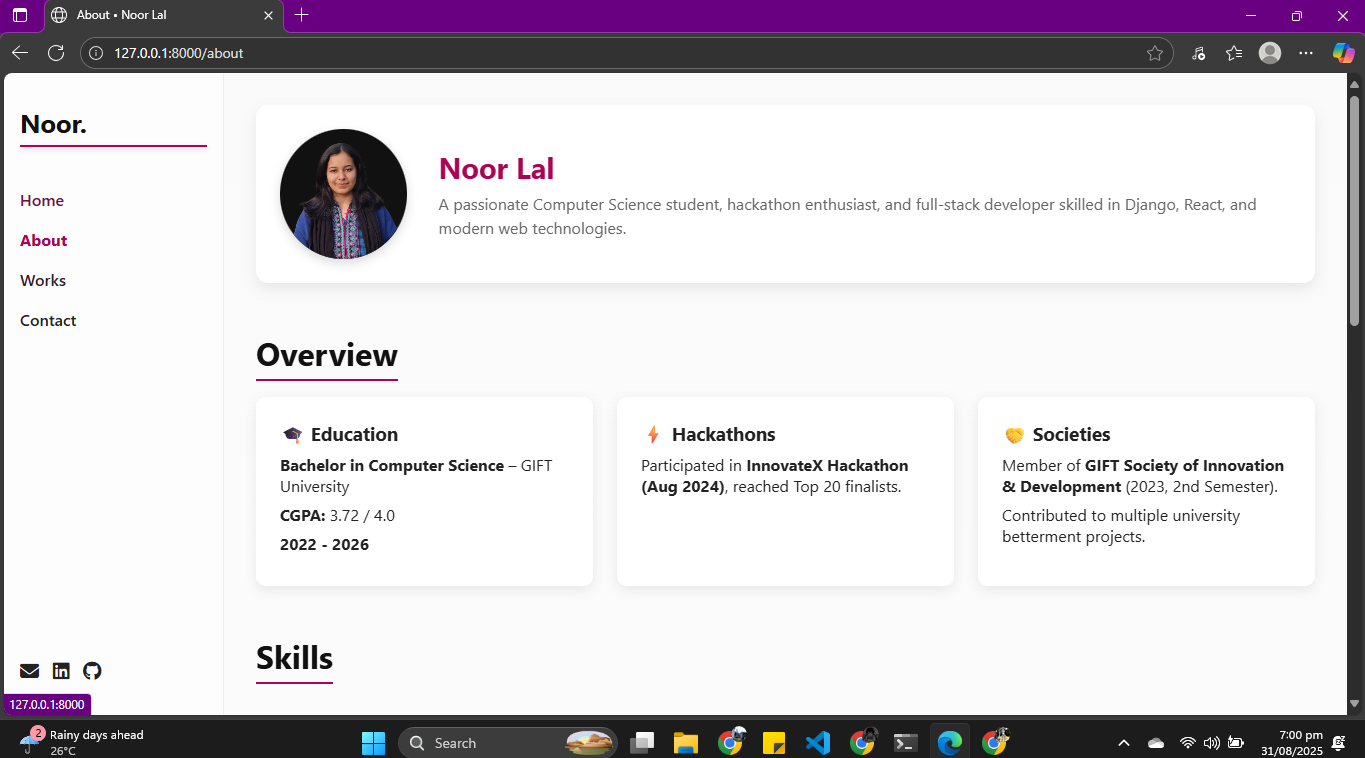 About • Noor Lal
127.0.0.1:8000/about
Noor.
Home
About
Works
Contact
Noor Lal
A passionate Computer Science student, hackathon enthusiast, and full-stack developer skilled in Django, React, and
modern web technologies.
Overview
Education
Bachelor in Computer Science – GIFT
University
CGPA: 3.72 / 4.0
2022 - 2026
Hackathons
Participated in InnovateX Hackathon
(Aug 2024), reached Top 20 finalists.
Societies
Member of GIFT Society of Innovation
& Development (2023, 2nd Semester).
Contributed to multiple university
betterment projects.
Skills
in
127.0.0.1:8000
2
Rainy days ahead
26°C
Search
7:00 pm
31/08/2025